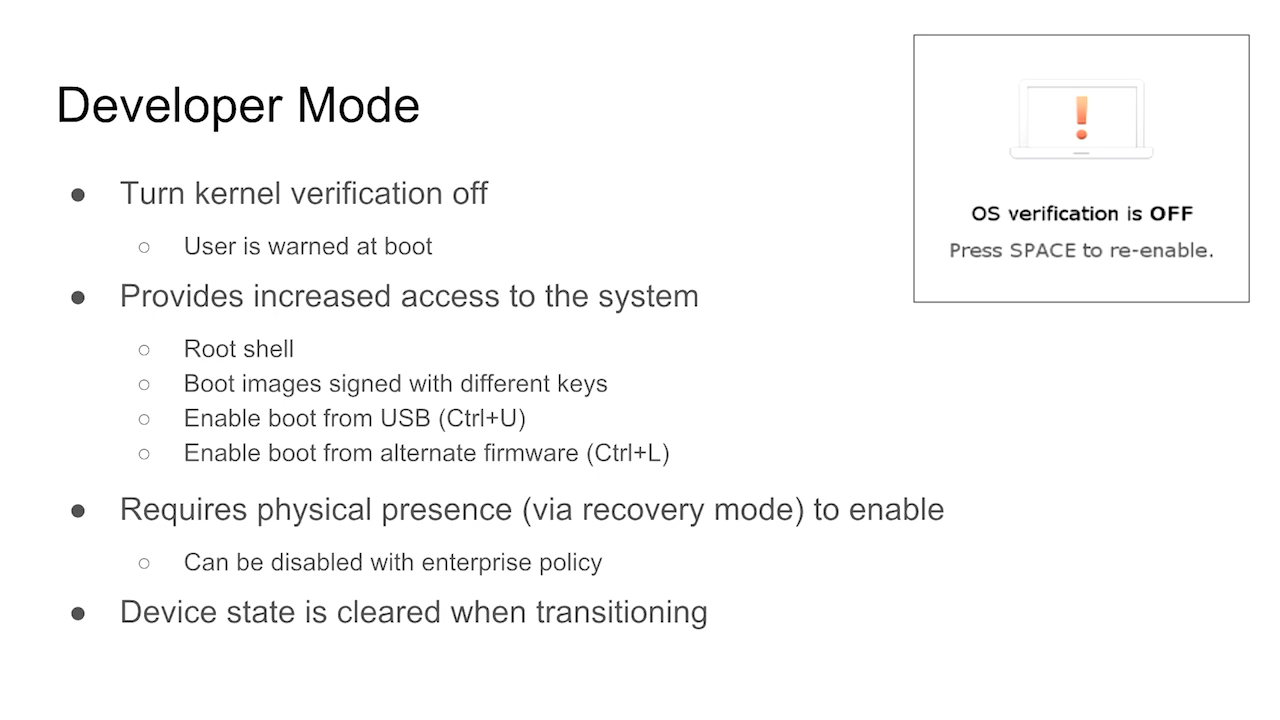 Developer Mode
● Turn kernel verification off
○ User is warned at boot
● Provides increased access to the system
○ Root shell
○ Boot images signed with different keys
○ Enable boot from USB (Ctrl+U)
○ Enable boot from alternate firmware (Ctrl+L)
● Requires physical presence (via recovery mode) to enable
○ Can be disabled with enterprise policy
● Device state is cleared when transitioning
!
OS verification is OFF
Press SPACE to re-enable.